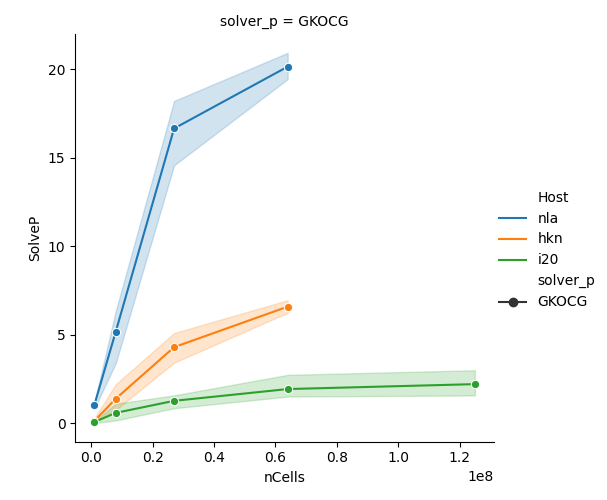 solver_p = GKOCG
20
15
10
5
0
SolveP
0.0 0.2 0.4 0.6 0.8 1.0 1.2
1e8
nCells
Host
nla
hkn
i20
solver_p
GKOCG